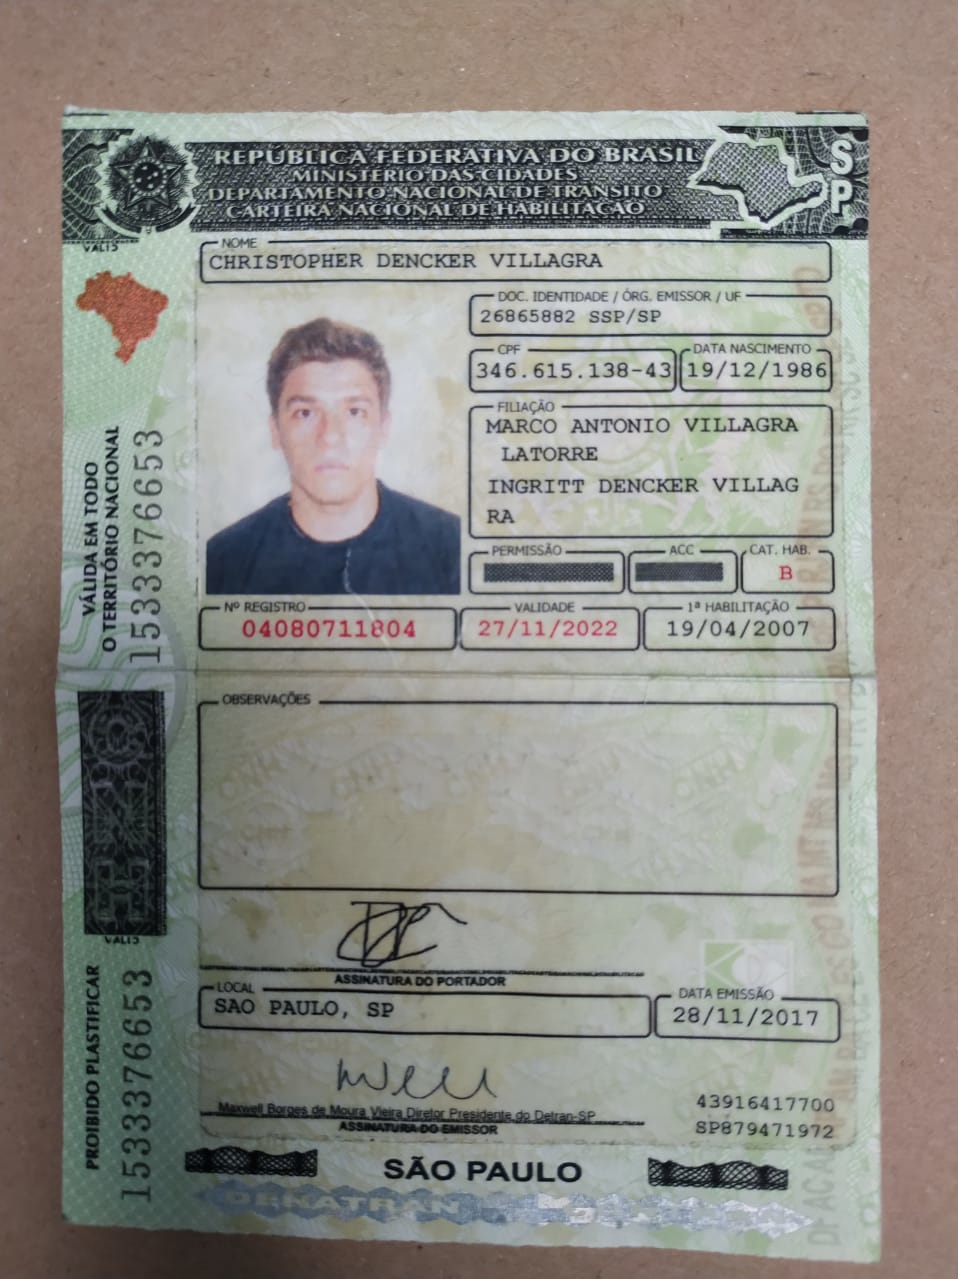 REPÚBLICA FEDERATIVA DO BRASIL
MINISTÉRIO DAS CIDADES
DEPARTAMENTO NACIONAL DE TRÂNSITO
CARTEIRA NACIONAL DE HABILITAÇÃO
SP
VALID
NOME
CHRISTOPHER DENCKER VILLAGRA
DOC. IDENTIDADE / ÓRG. EMISSOR / UF
26865882 SSP/SP
CPF
346.615.138-43
DATA NASCIMENTO
19/12/1986
FILIAÇÃO
MARCO ANTONIO VILLAGRA
LATORRE
INGRITT DENCKER VILLAG
RA
PERMISSÃO
ACC
CAT. HAB.
B
Nº REGISTRO
04080711804
VALIDADE
27/11/2022
1ª HABILITAÇÃO
19/04/2007
VÁLIDA EM TODO
O TERRITÓRIO NACIONAL
1533376653
OBSERVAÇÕES
VALID
ASSINATURA DO PORTADOR
LOCAL
SAO PAULO, SP
DATA EMISSÃO
28/11/2017
PROIBIDO PLASTIFICAR
1533376653
Maxwell Borges de Moura Vieira Diretor Presidente do Detran-SP
ASSINATURA DO EMISSOR
43916417700
SP879471972
SÃO PAULO
DENATRAN